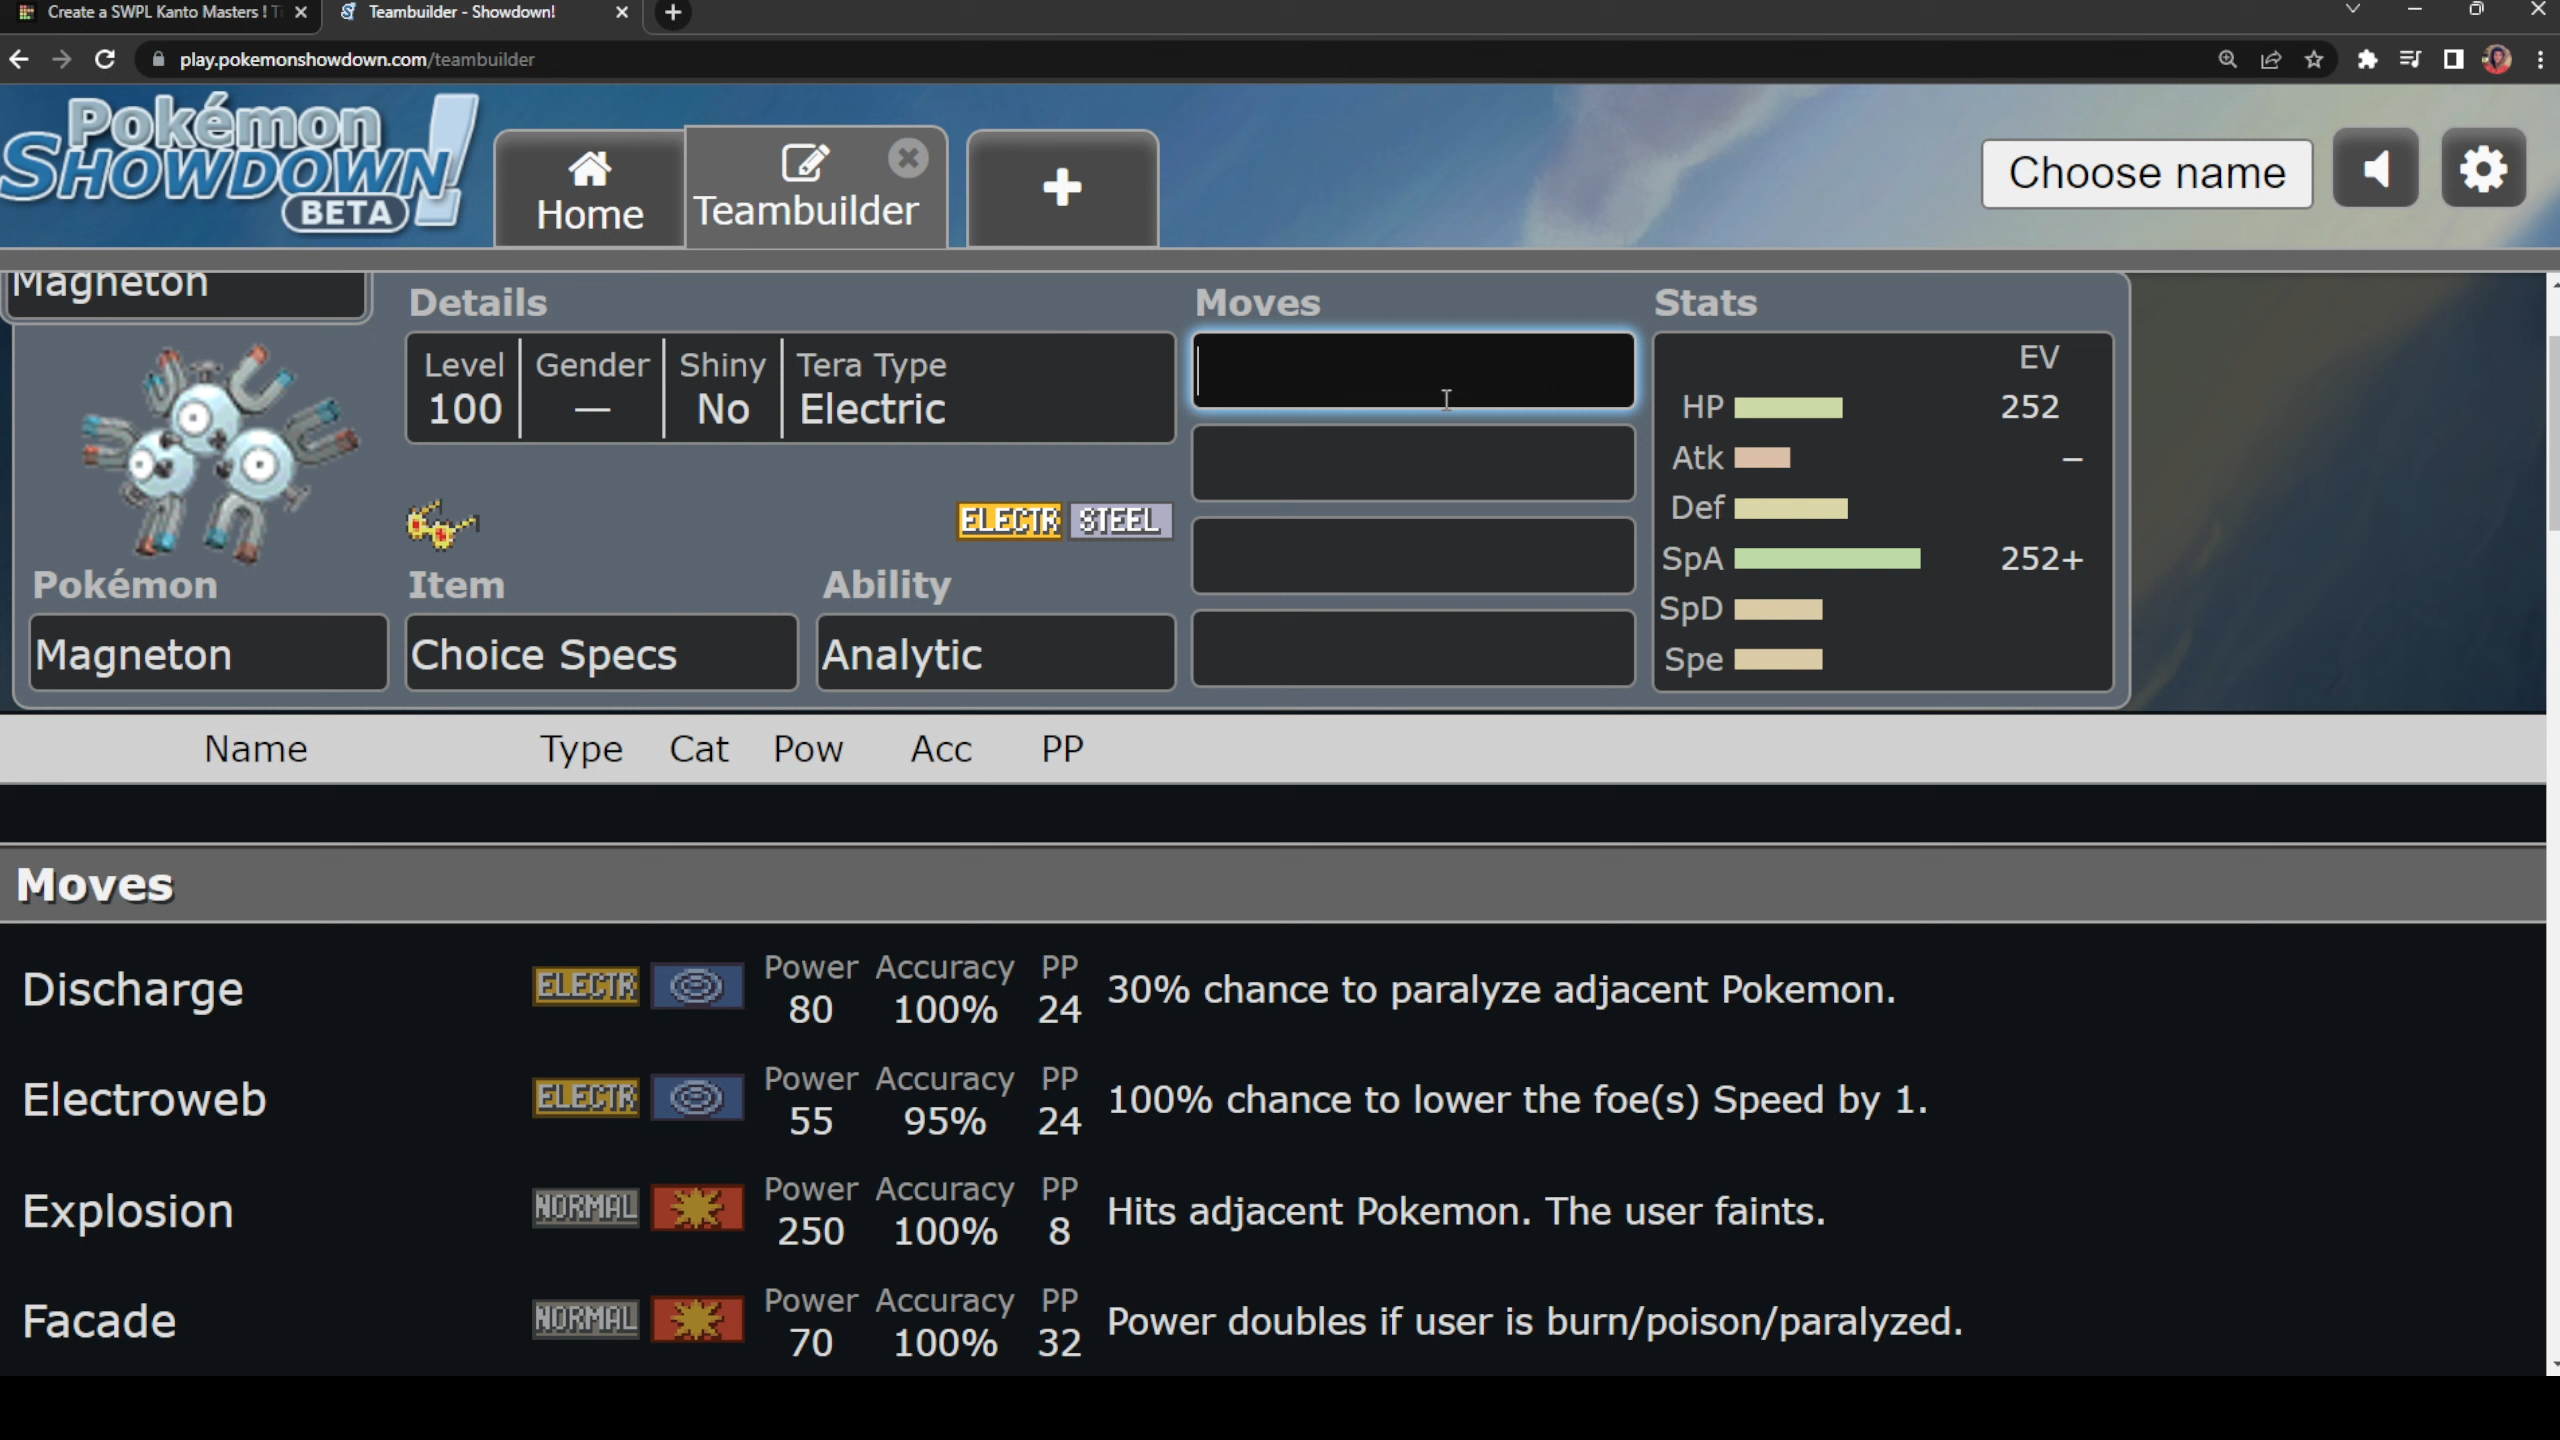 Create a SWPL Kanto Masters ! Ti
Teambuilder - Showdown!
play.pokemonshowdown.com/teambuilder
Pokémon
SHOWDOWN!
BETA
Home
Teambuilder
Choose name
Magneton
Details
Moves
Stats
Level Gender Shiny Tera Type
100 — No Electric
EV
HP 252
Atk –
Def
SpA 252+
SpD
Spe
ELECTR STEEL
Pokémon Item Ability
Magneton Choice Specs Analytic
Name Type Cat Pow Acc PP
Moves
Discharge ELECTR Power 80 Accuracy 100% PP 24 30% chance to paralyze adjacent Pokemon.
Electroweb ELECTR Power 55 Accuracy 95% PP 24 100% chance to lower the foe(s) Speed by 1.
Explosion NORMAL Power 250 Accuracy 100% PP 8 Hits adjacent Pokemon. The user faints.
Facade NORMAL Power 70 Accuracy 100% PP 32 Power doubles if user is burn/poison/paralyzed.